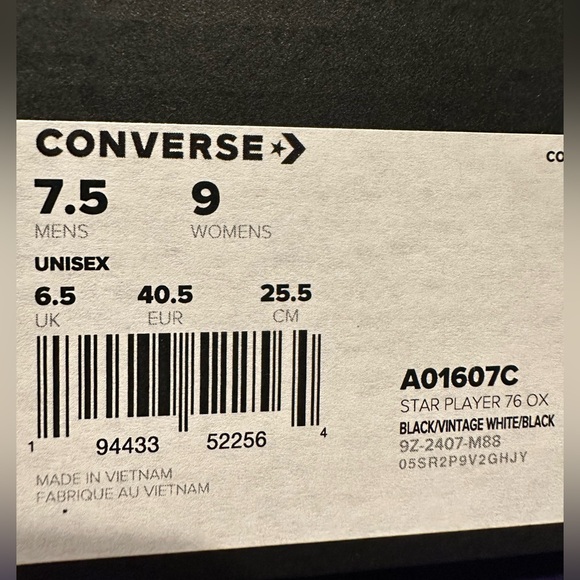 CONVERSE
CO
7.5 9
MENS WOMENS
UNISEX
6.5 40.5 25.5
UK EUR CM
1 94433 52256 4
MADE IN VIETNAM
FABRIQUE AU VIETNAM
A01607C
STAR PLAYER 76 OX
BLACK/VINTAGE WHITE/BLACK
9Z-2407-M88
05SR2P9V2GHJY